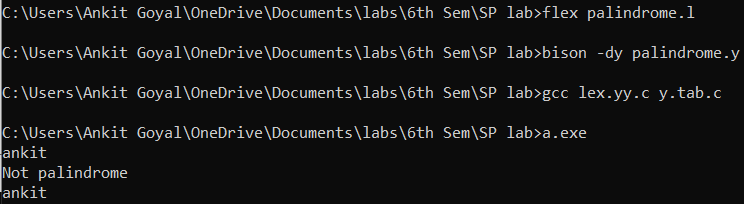 C:\Users\Ankit Goyal\OneDrive\Documents\labs\6th Sem\SP lab>flex palindrome.l
C:\Users\Ankit Goyal\OneDrive\Documents\labs\6th Sem\SP lab>bison -dy palindrome.y
C:\Users\Ankit Goyal\OneDrive\Documents\labs\6th Sem\SP lab>gcc lex.yy.c y.tab.c
C:\Users\Ankit Goyal\OneDrive\Documents\labs\6th Sem\SP lab>a.exe
ankit
Not palindrome
ankit